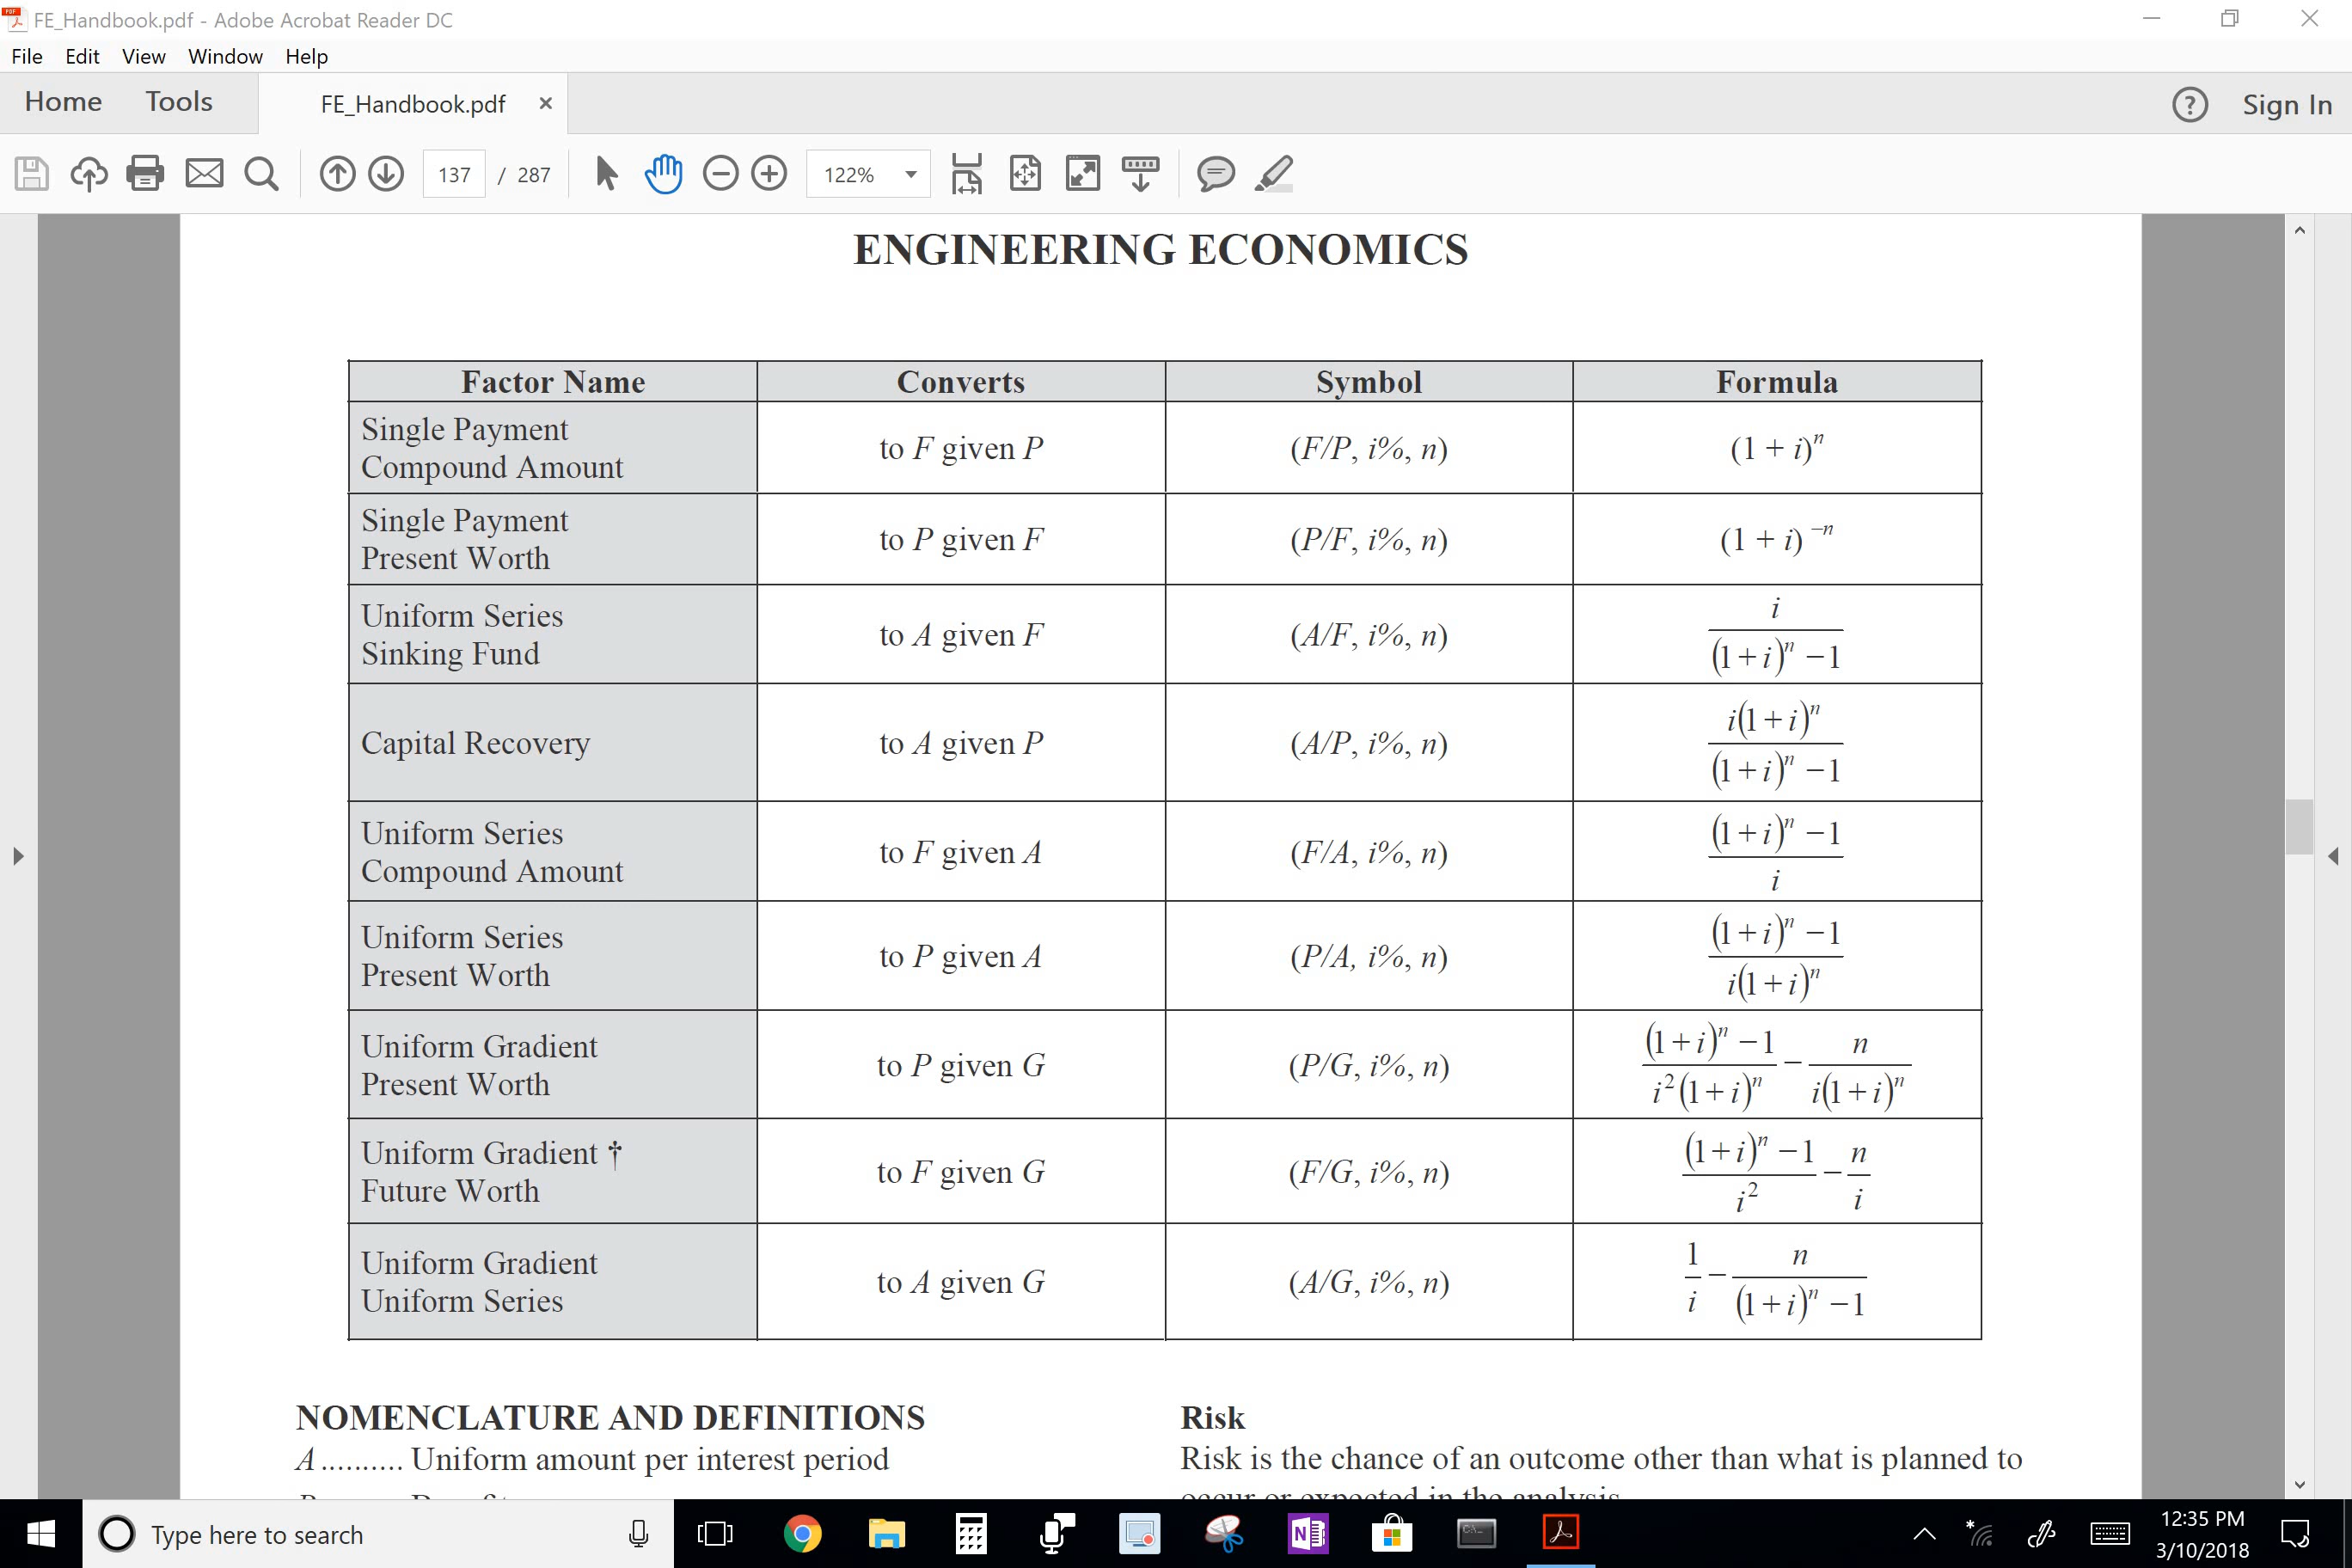 FE_Handbook.pdf - Adobe Acrobat Reader DC
File Edit View Window Help
Home Tools FE_Handbook.pdf × Sign In
137 / 287 122%
ENGINEERING ECONOMICS
Factor Name Converts Symbol Formula
Single Payment
Compound Amount to F given P (F/P, i%, n) (1 + i)^n
Single Payment
Present Worth to P given F (P/F, i%, n) (1 + i)^−n
Uniform Series
Sinking Fund to A given F (A/F, i%, n) i / ((1 + i)^n − 1)
Capital Recovery to A given P (A/P, i%, n) i(1 + i)^n / ((1 + i)^n − 1)
Uniform Series
Compound Amount to F given A (F/A, i%, n) ((1 + i)^n − 1) / i
Uniform Series
Present Worth to P given A (P/A, i%, n) ((1 + i)^n − 1) / (i(1 + i)^n)
Uniform Gradient
Present Worth to P given G (P/G, i%, n) ((1 + i)^n − 1) / (i^2(1 + i)^n) − n / (i(1 + i)^n)
Uniform Gradient †
Future Worth to F given G (F/G, i%, n) ((1 + i)^n − 1) / i^2 − n / i
Uniform Gradient
Uniform Series to A given G (A/G, i%, n) 1 / i − n / ((1 + i)^n − 1)
NOMENCLATURE AND DEFINITIONS
A .......... Uniform amount per interest period
Risk
Risk is the chance of an outcome other than what is planned to
occur or expected in the analysis.
Type here to search
12:35 PM
3/10/2018